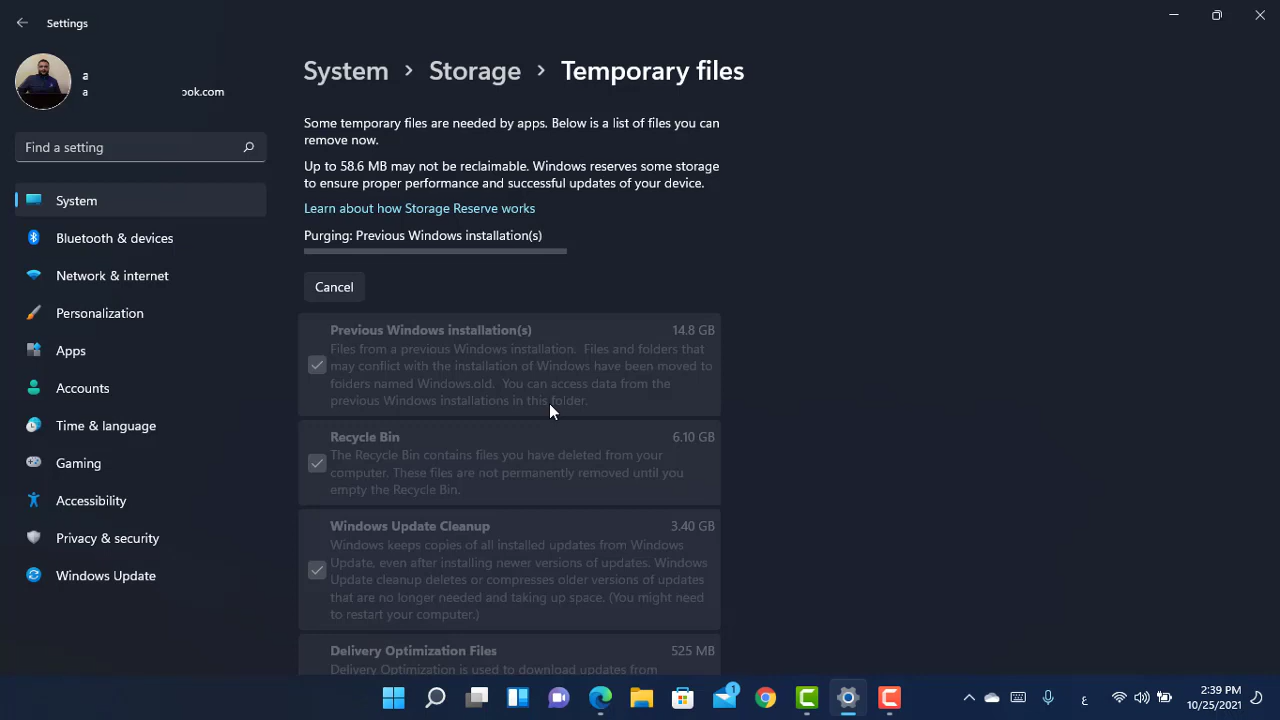 Settings
a
a ook.com
Find a setting
System
Bluetooth & devices
Network & internet
Personalization
Apps
Accounts
Time & language
Gaming
Accessibility
Privacy & security
Windows Update
System > Storage > Temporary files
Some temporary files are needed by apps. Below is a list of files you can
remove now.
Up to 58.6 MB may not be reclaimable. Windows reserves some storage
to ensure proper performance and successful updates of your device.
Learn about how Storage Reserve works
Purging: Previous Windows installation(s)
Cancel
Previous Windows installation(s) 14.8 GB
Files from a previous Windows installation. Files and folders that
may conflict with the installation of Windows have been moved to
folders named Windows.old. You can access data from the
previous Windows installations in this folder.
Recycle Bin 6.10 GB
The Recycle Bin contains files you have deleted from your
computer. These files are not permanently removed until you
empty the Recycle Bin.
Windows Update Cleanup 3.40 GB
Windows keeps copies of all installed updates from Windows
Update, even after installing newer versions of updates. Windows
Update cleanup deletes or compresses older versions of updates
that are no longer needed and taking up space. (You might need
to restart your computer.)
Delivery Optimization Files 525 MB
Delivery Optimization is used to download updates from
1
ع
2:39 PM
10/25/2021